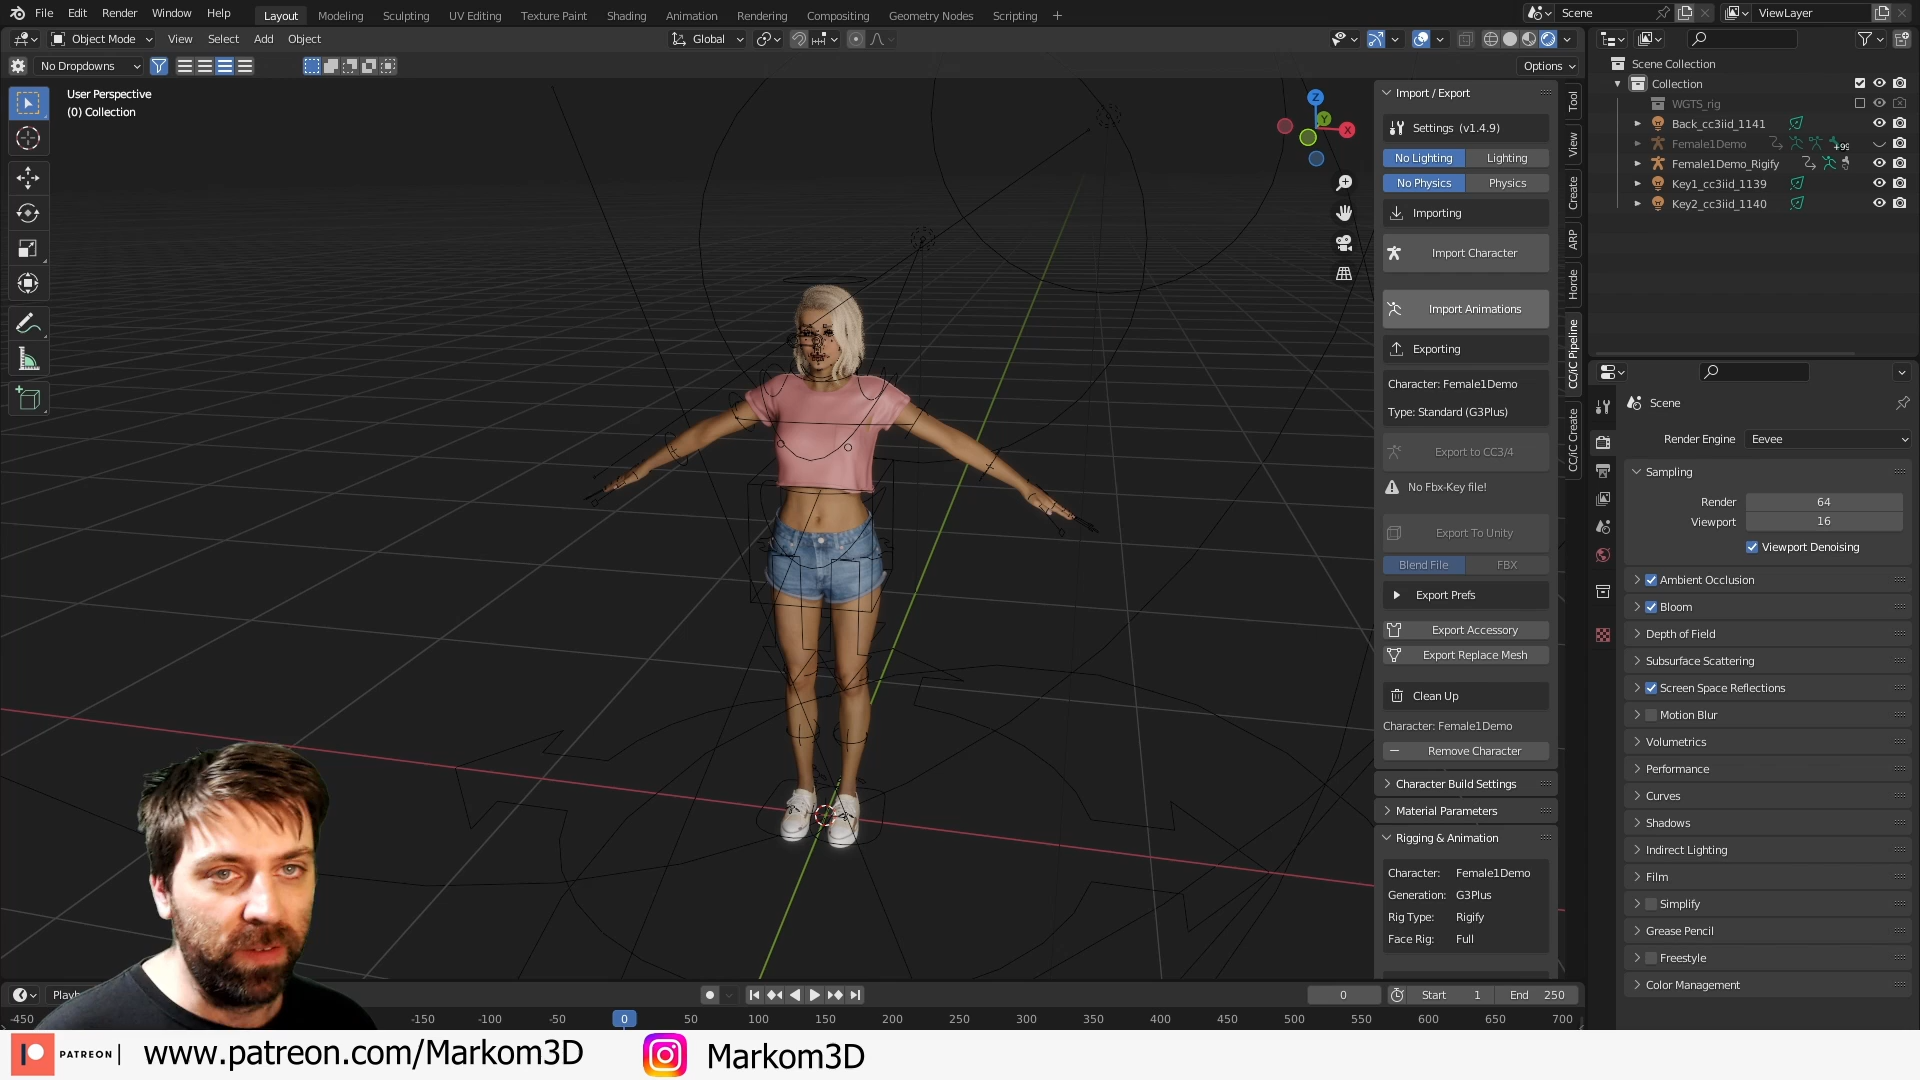 File Edit Render Window Help Layout Modeling Sculpting UV Editing Texture Paint Shading Animation Rendering Compositing Geometry Nodes Scripting + Scene ViewLayer
Object Mode View Select Add Object Global
No Dropdowns Options
User Perspective
(0) Collection
Z
Y
X
Import / Export
Settings (v1.4.9)
No Lighting Lighting
No Physics Physics
Importing
Import Character
Import Animations
Exporting
Character: Female1Demo
Type: Standard (G3Plus)
Export to CC3/4
No Fbx-Key file!
Export To Unity
Blend File FBX
Export Prefs
Export Accessory
Export Replace Mesh
Clean Up
Character: Female1Demo
Remove Character
Character Build Settings
Material Parameters
Rigging & Animation
Character: Female1Demo
Generation: G3Plus
Rig Type: Rigify
Face Rig: Full
Tool
View
Create
ARP
Horde
CC/iC Pipeline
CC/iC Create
Scene Collection
Collection
WGTS_rig
Back_cc3iid_1141
Female1Demo +99
Female1Demo_Rigify
Key1_cc3iid_1139
Key2_cc3iid_1140
Scene
Render Engine Eevee
Sampling
Render 64
Viewport 16
Viewport Denoising
Ambient Occlusion
Bloom
Depth of Field
Subsurface Scattering
Screen Space Reflections
Motion Blur
Volumetrics
Performance
Curves
Shadows
Indirect Lighting
Film
Simplify
Grease Pencil
Freestyle
Color Management
Playb 0 Start 1 End 250
-450 -150 -100 -50 0 50 100 150 200 250 300 350 400 450 500 550 600 650 700
PATREON | www.patreon.com/Markom3D Markom3D